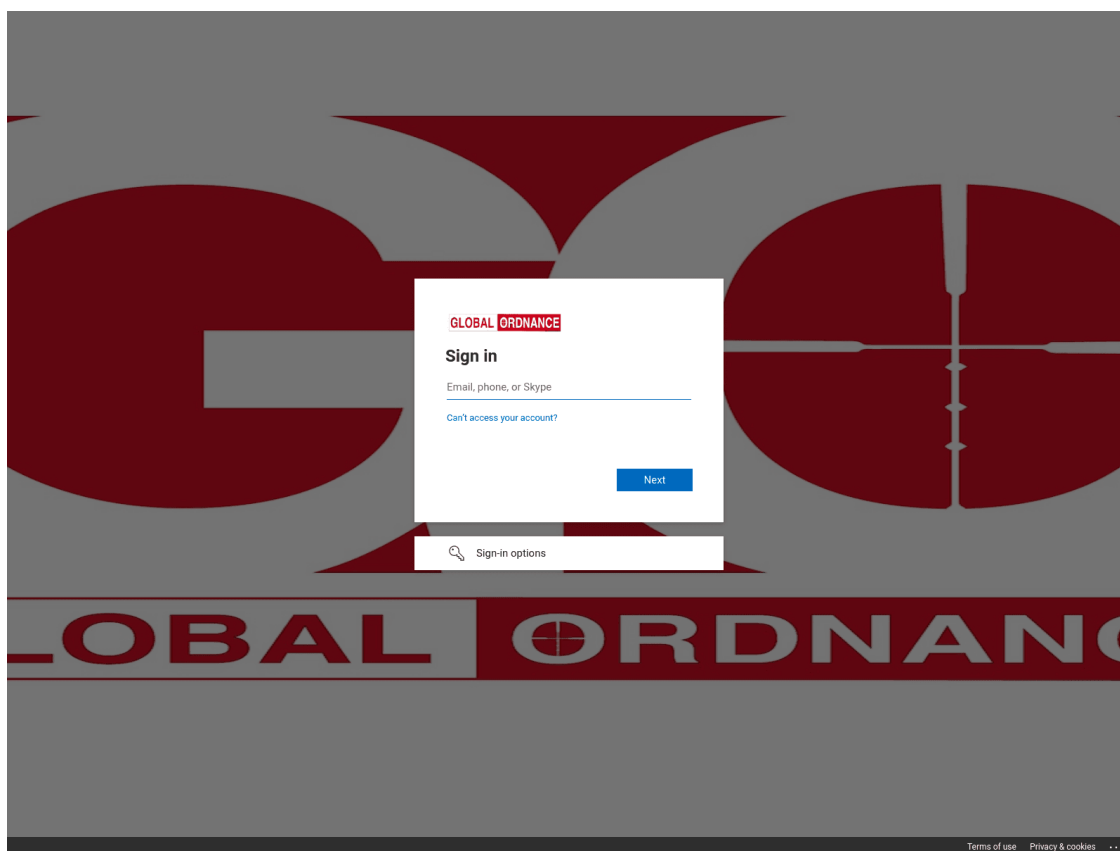 GO
GLOBAL ORDNANCE
Sign in
Email, phone, or Skype
Can't access your account?
Next
Sign-in options
LOBAL ORDNANC
Terms of use Privacy & cookies ...